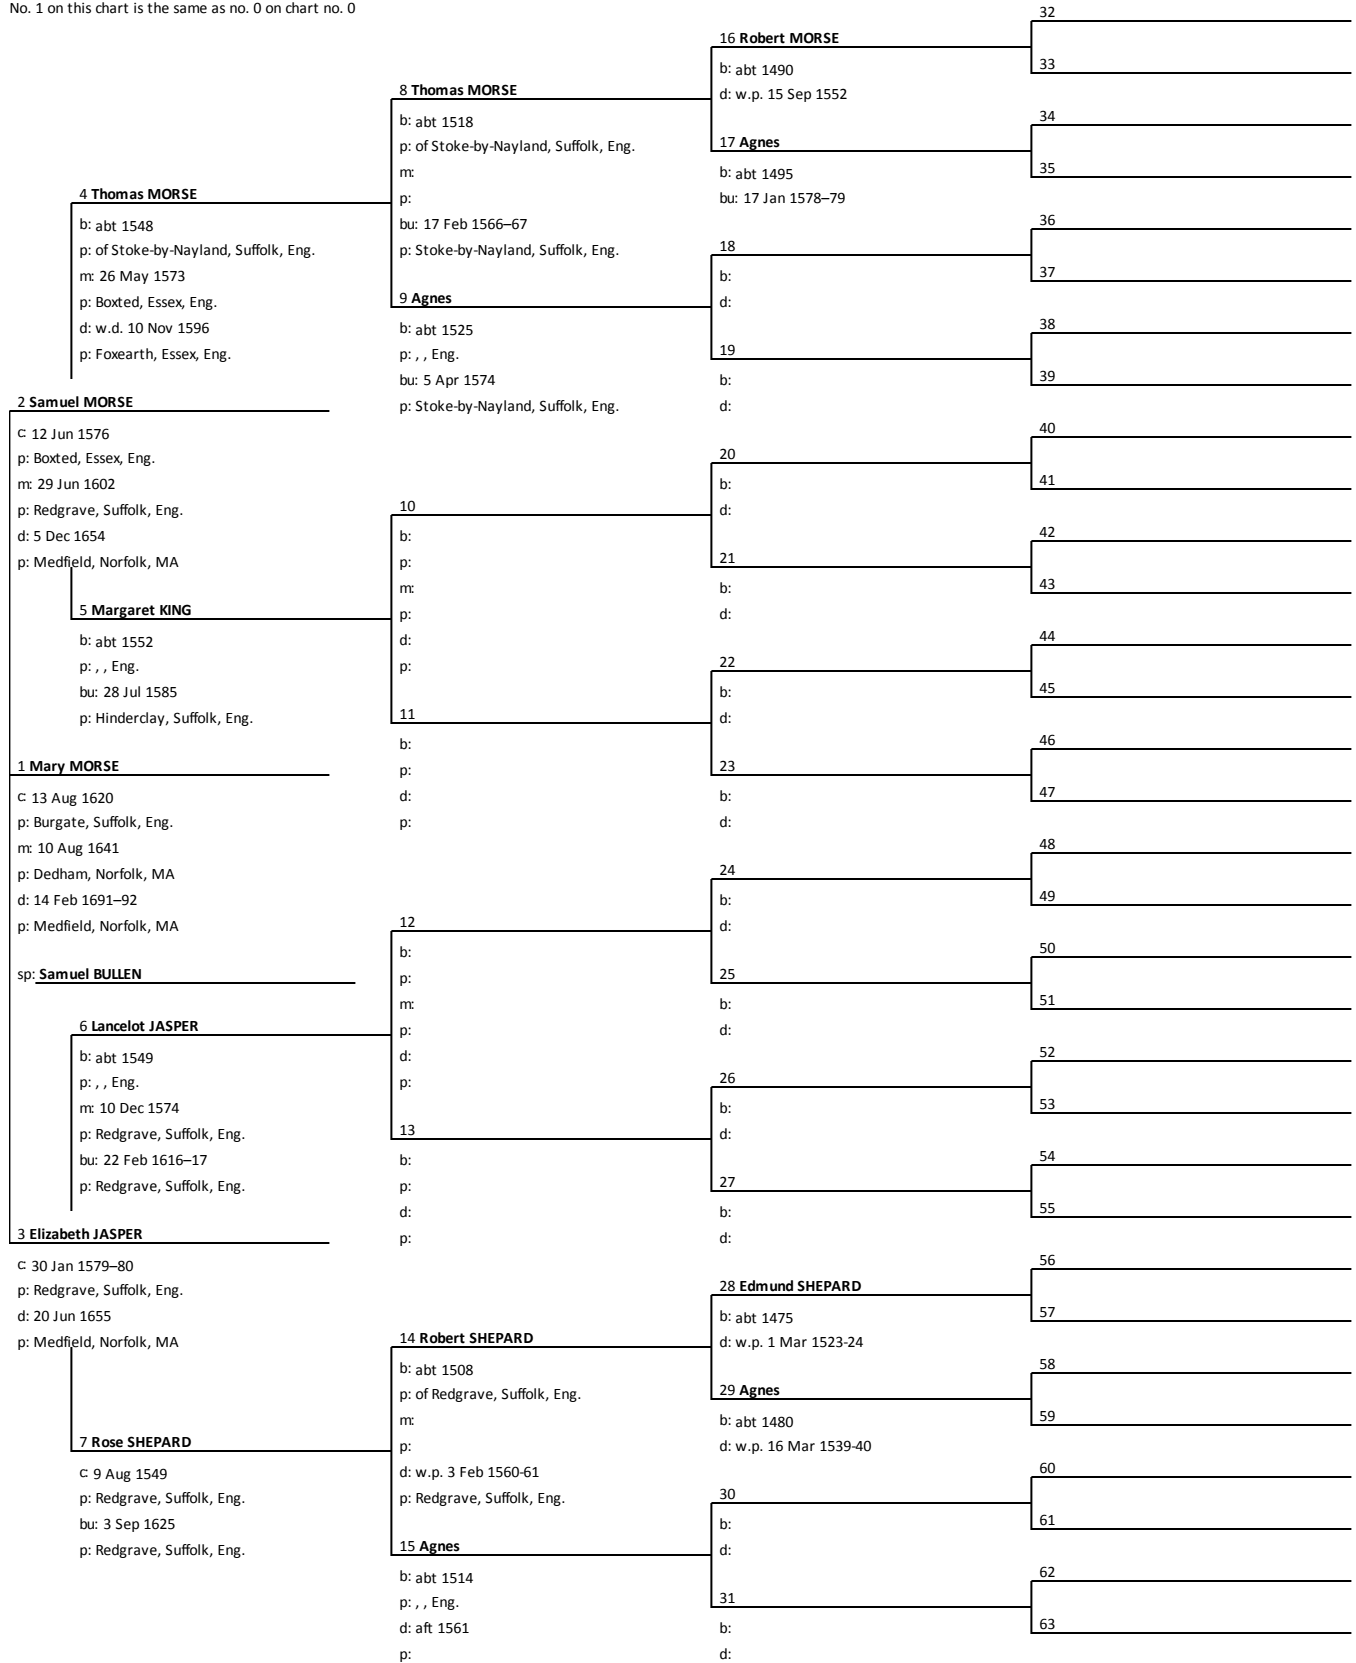 No. 1 on this chart is the same as no. 0 on chart no. 0
4 Thomas MORSE
b: abt 1548
p: of Stoke-by-Nayland, Suffolk, Eng.
m: 26 May 1573
p: Boxted, Essex, Eng.
d: w.d. 10 Nov 1596
p: Foxearth, Essex, Eng.
2 Samuel MORSE
c: 12 Jun 1576
p: Boxted, Essex, Eng.
m: 29 Jun 1602
p: Redgrave, Suffolk, Eng.
d: 5 Dec 1654
p: Medfield, Norfolk, MA
5 Margaret KING
b: abt 1552
p: , , Eng.
bu: 28 Jul 1585
p: Hinderclay, Suffolk, Eng.
1 Mary MORSE
c: 13 Aug 1620
p: Burgate, Suffolk, Eng.
m: 10 Aug 1641
p: Dedham, Norfolk, MA
d: 14 Feb 1691–92
p: Medfield, Norfolk, MA
sp: Samuel BULLEN
6 Lancelot JASPER
b: abt 1549
p: , , Eng.
m: 10 Dec 1574
p: Redgrave, Suffolk, Eng.
bu: 22 Feb 1616–17
p: Redgrave, Suffolk, Eng.
3 Elizabeth JASPER
c: 30 Jan 1579–80
p: Redgrave, Suffolk, Eng.
d: 20 Jun 1655
p: Medfield, Norfolk, MA
7 Rose SHEPARD
c: 9 Aug 1549
p: Redgrave, Suffolk, Eng.
bu: 3 Sep 1625
p: Redgrave, Suffolk, Eng.
8 Thomas MORSE
b: abt 1518
p: of Stoke-by-Nayland, Suffolk, Eng.
m:
p:
bu: 17 Feb 1566–67
p: Stoke-by-Nayland, Suffolk, Eng.
9 Agnes
b: abt 1525
p: , , Eng.
bu: 5 Apr 1574
p: Stoke-by-Nayland, Suffolk, Eng.
10
b:
p:
m:
p:
d:
p:
11
b:
p:
d:
p:
12
b:
p:
m:
p:
d:
p:
13
b:
p:
d:
p:
14 Robert SHEPARD
b: abt 1508
p: of Redgrave, Suffolk, Eng.
m:
p:
d: w.p. 3 Feb 1560-61
p: Redgrave, Suffolk, Eng.
15 Agnes
b: abt 1514
p: , , Eng.
d: aft 1561
p:
16 Robert MORSE
b: abt 1490
d: w.p. 15 Sep 1552
17 Agnes
b: abt 1495
bu: 17 Jan 1578–79
18
b:
d:
19
b:
d:
20
b:
d:
21
b:
d:
22
b:
d:
23
b:
d:
24
b:
d:
25
b:
d:
26
b:
d:
27
b:
d:
28 Edmund SHEPARD
b: abt 1475
d: w.p. 1 Mar 1523-24
29 Agnes
b: abt 1480
d: w.p. 16 Mar 1539-40
30
b:
d:
31
b:
d:
32
33
34
35
36
37
38
39
40
41
42
43
44
45
46
47
48
49
50
51
52
53
54
55
56
57
58
59
60
61
62
63